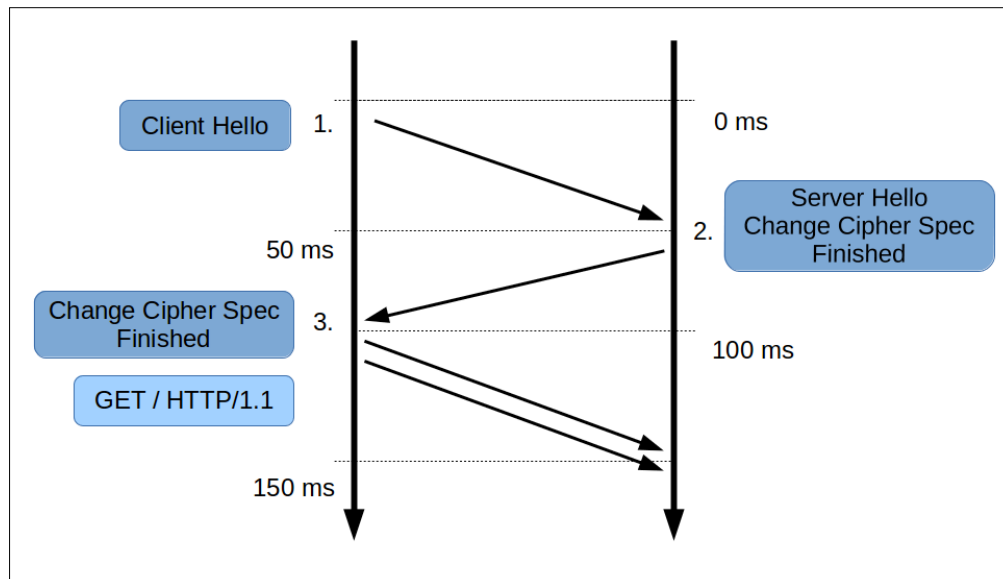 Client Hello
1.
0 ms
Server Hello
Change Cipher Spec
Finished
2.
50 ms
Change Cipher Spec
Finished
3.
100 ms
GET / HTTP/1.1
150 ms